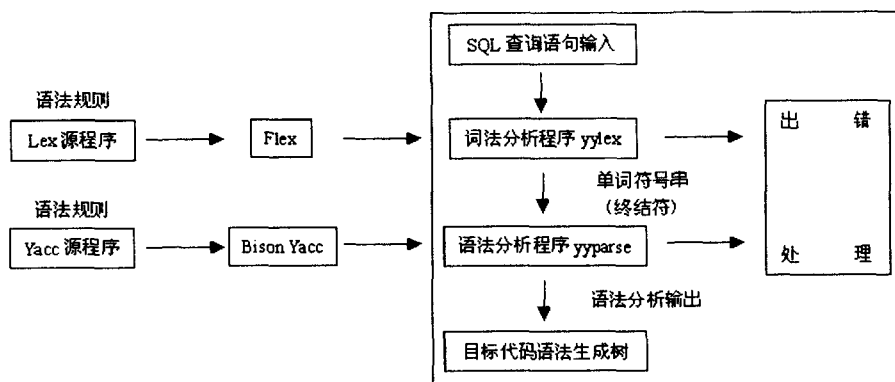 SQL 查询语句输入
语法规则
Lex 源程序
Flex
词法分析程序 yylex
出 错
单词符号串
（终结符）
语法规则
Yacc 源程序
Bison Yacc
语法分析程序 yyparse
处 理
语法分析输出
目标代码语法生成树